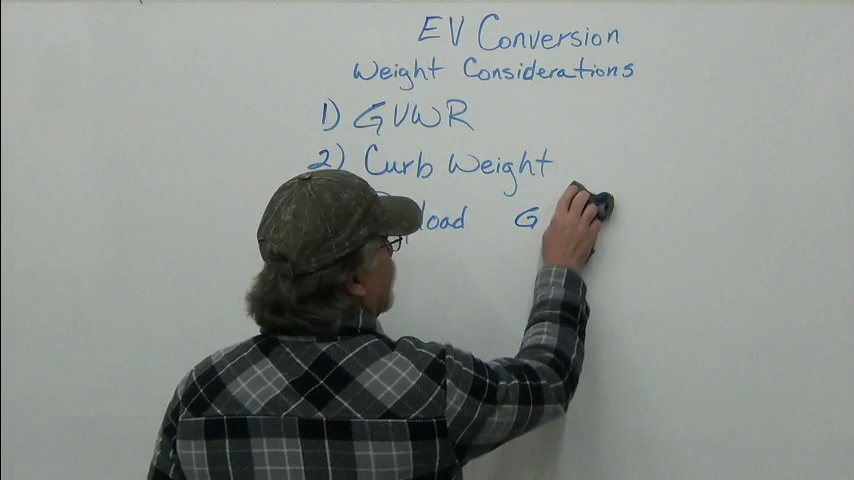 EV Conversion
Weight Considerations
1) GVWR
2) Curb Weight
load G